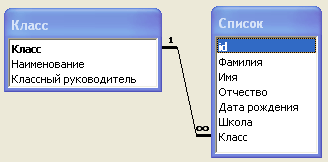 Класс
Класс
Наименование
Классный руководитель
1
∞
Список
id
Фамилия
Имя
Отчество
Дата рождения
Школа
Класс